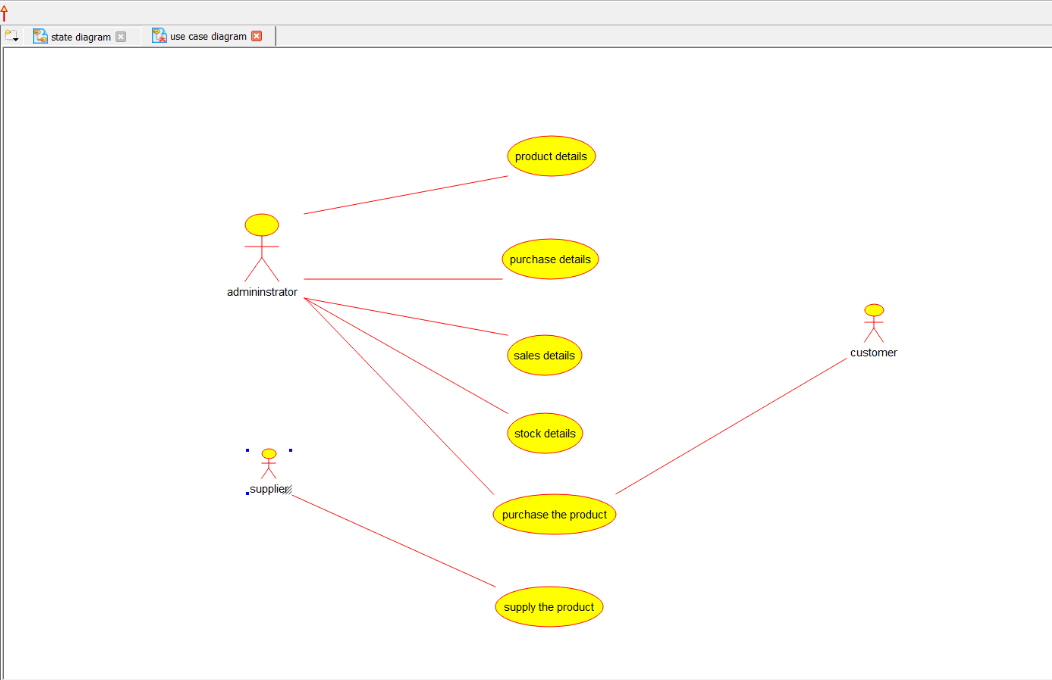 state diagram
use case diagram
product details
purchase details
admininstrator
sales details
customer
stock details
supplier
purchase the product
supply the product